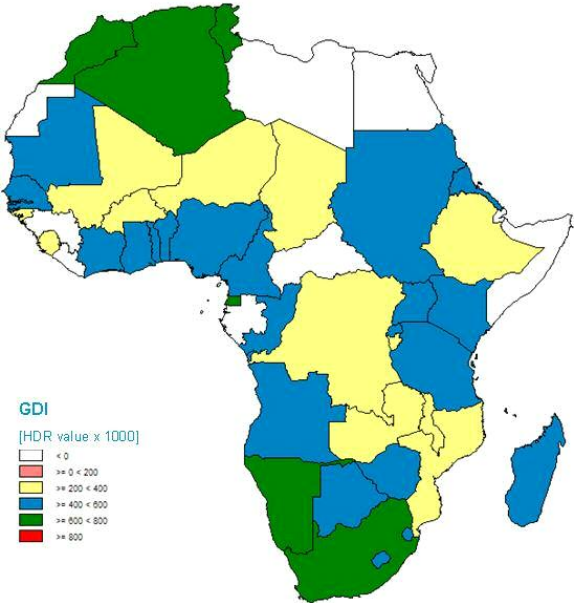 GDI
[HDR value x 1000]
< 0
>= 0 < 200
>= 200 < 400
>= 400 < 600
>= 600 < 800
>= 800